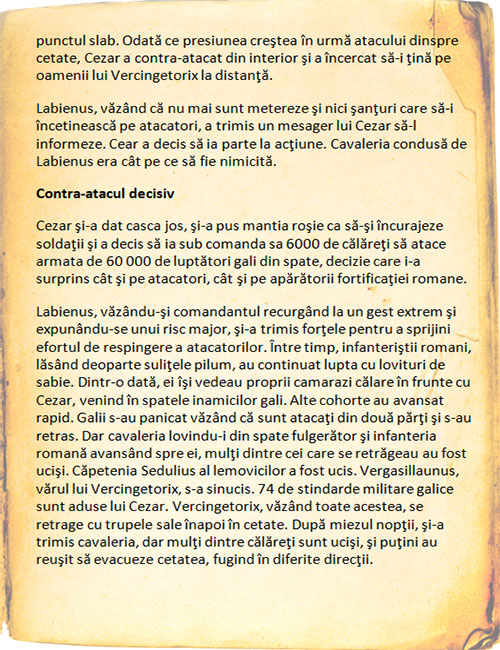 punctul slab. Odată ce presiunea creşte în urmă atacului dinspre
cetate, Cezar a contra-atacat din interior şi a încercat să-i ţină pe
oamenii lui Vercingetorix la distanţă.
Labienus, văzând că nu mai sunt metereze şi nici şanţuri care să-i
încetinească pe atacatori, a trimis un mesager lui Cezar să-l
informeze. Cear a decis să ia parte la acţiune. Cavaleria condusă de
Labienus era cât pe ce să fie nimicită.
Contra-atacul decisiv
Cezar şi-a dat casca jos, şi-a pus mantia roşie ca să-şi încurajeze
soldaţii şi a decis să ia sub comanda sa 6000 de călăreţi să atace
armata de 60 000 de luptători gali din spate, decizie care i-a
surprins cât şi pe atacatori, cât şi pe apărătorii fortificaţiei romane.
Labienus, văzându-şi comandantul recurgând la un gest extrem şi
expunându-se unui risc major, şi-a trimis forţele pentru a sprijini
efortul de respingere a atacatorilor. Între timp, infanteriştii romani,
lăsând deoparte suliţele pilum, au continuat lupta cu lovituri de
sabie. Dintr-o dată, ei îşi vedeau proprii camarazi călare în frunte cu
Cezar, venind în spatele inamicilor gali. Alte cohorte au avansat
rapid. Galii s-au panicat văzând că sunt atacaţi din două părţi şi s-au
retras. Dar cavaleria lovindu-i din spate fulgerător şi infanteria
romană avansând spre ei, mulţi dintre cei care se retrăgeau au fost
ucişi. Căpetenia Sedulius al lemovicilor a fost ucis. Vergasillaunus,
vărul lui Vercingetorix, s-a sinucis. 74 de stindarde militare galice
sunt aduse lui Cezar. Vercingetorix, văzând toate acestea, se
retrage cu trupele sale înapoi în cetate. După miezul nopţii, şi-a
trimis cavaleria, dar mulţi dintre călăreţi sunt ucişi, şi puţini au
reuşit să evacueze cetatea, fugind în diferite direcţii.